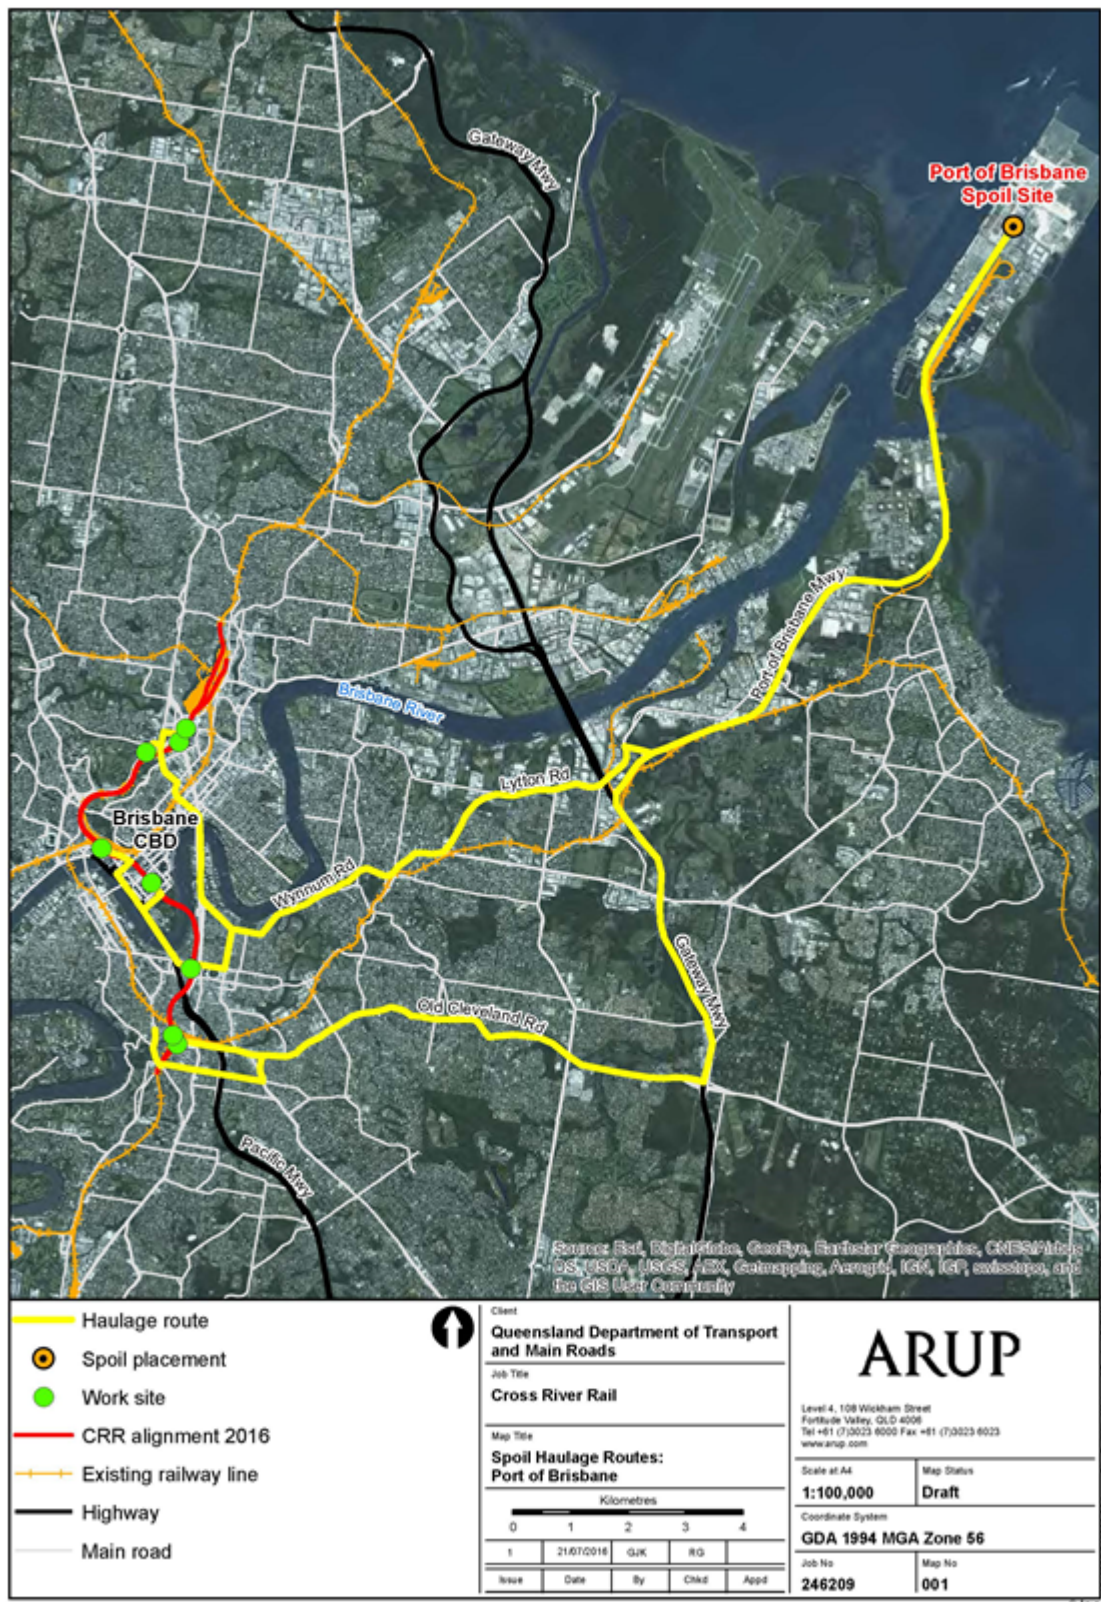 Gateway Mwy
Port of Brisbane
Spoil Site
Port of Brisbane Mwy
Brisbane River
Lytton Rd
Brisbane
CBD
Wynnum Rd
Gateway Mwy
Old Cleveland Rd
Pacific Mwy
Source: Esri, DigitalGlobe, GeoEye, Earthstar Geographics, CNES/Airbus
DS, USDA, USGS, AEX, Getmapping, Aerogrid, IGN, IGP, swisstopo, and
the GIS User Community
Haulage route
Spoil placement
Work site
CRR alignment 2016
Existing railway line
Highway
Main road
Client
Queensland Department of Transport
and Main Roads
Job Title
Cross River Rail
Map Title
Spoil Haulage Routes:
Port of Brisbane
Kilometres
0 1 2 3 4
1 21/07/2016 GJK RG
Issue Date By Chkd Appd
ARUP
Level 4, 108 Wickham Street
Fortitude Valley, QLD 4006
Tel +61 (7)3023 6000 Fax +61 (7)3023 6023
www.arup.com
Scale at A4
1:100,000
Map Status
Draft
Coordinate System
GDA 1994 MGA Zone 56
Job No
246209
Map No
001